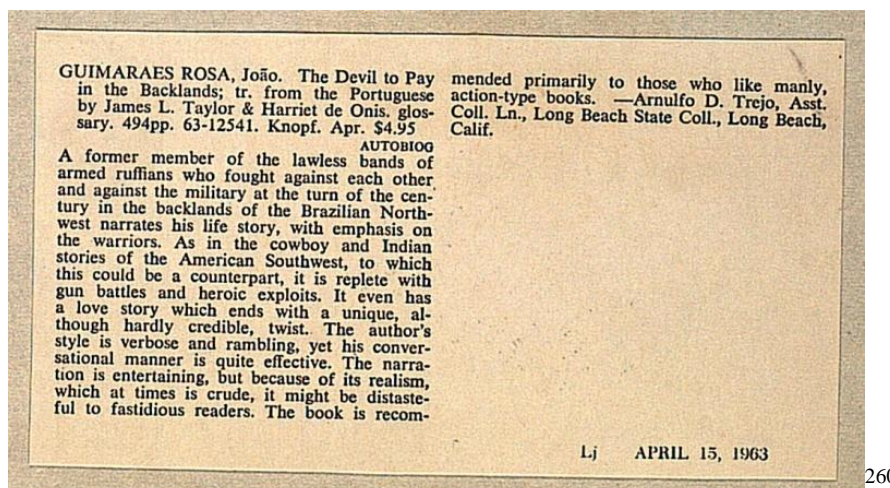 GUIMARAES ROSA, João. The Devil to Pay
in the Backlands; tr. from the Portuguese
by James L. Taylor & Harriet de Onis. glos-
sary. 494pp. 63-12541. Knopf. Apr. $4.95
AUTOBIOG
A former member of the lawless bands of
armed ruffians who fought against each other
and against the military at the turn of the cen-
tury in the backlands of the Brazilian North-
west narrates his life story, with emphasis on
the warriors. As in the cowboy and Indian
stories of the American Southwest, to which
this could be a counterpart, it is replete with
gun battles and heroic exploits. It even has
a love story which ends with a unique, al-
though hardly credible, twist. The author's
style is verbose and rambling, yet his conver-
sational manner is quite effective. The narra-
tion is entertaining, but because of its realism,
which at times is crude, it might be distaste-
ful to fastidious readers. The book is recom-
mended primarily to those who like manly,
action-type books. —Arnulfo D. Trejo, Asst.
Coll. Ln., Long Beach State Coll., Long Beach,
Calif.
Lj APRIL 15, 1963